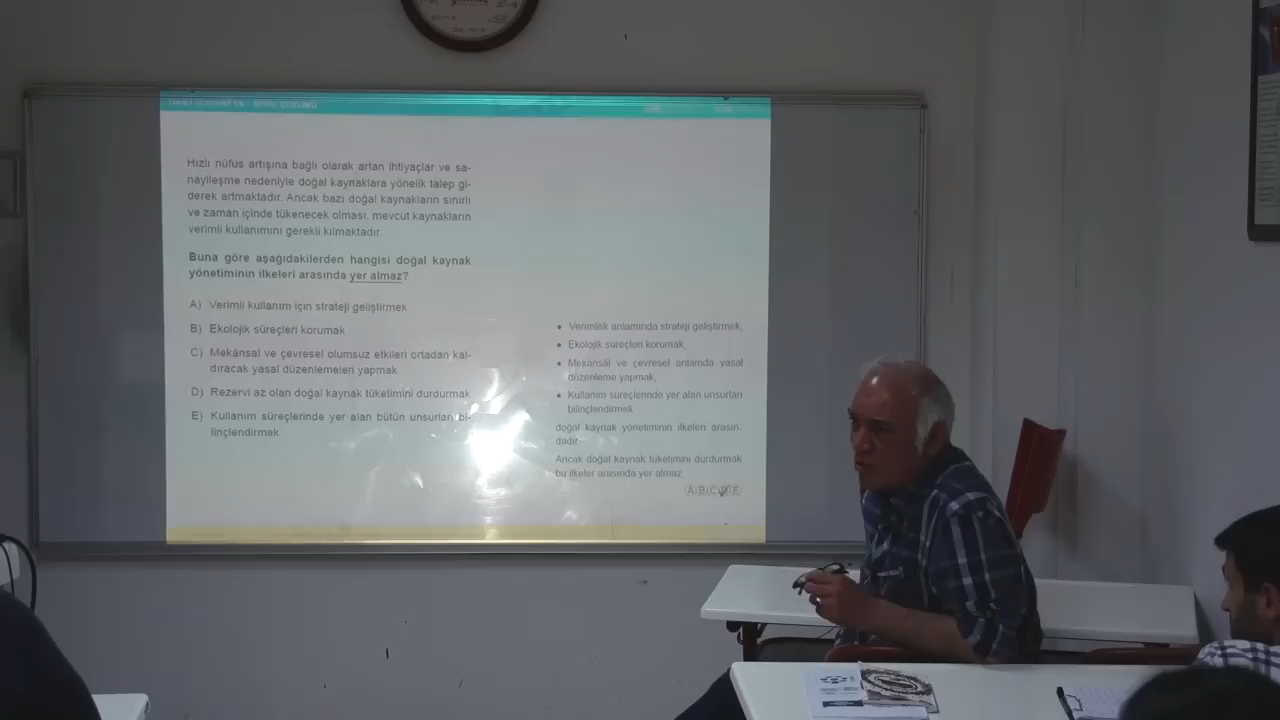 SORU ÇÖZÜMÜ
Hızlı nüfus artışına bağlı olarak artan ihtiyaçlar ve sa-
nayileşme nedeniyle doğal kaynaklara yönelik talep gi-
derek artmaktadır. Ancak bazı doğal kaynakların sınırlı
ve zaman içinde tükenecek olması, mevcut kaynakların
verimli kullanımını gerekli kılmaktadır.
Buna göre aşağıdakilerden hangisi doğal kaynak
yönetiminin ilkeleri arasında yer almaz?
A) Verimli kullanım için strateji geliştirmek
B) Ekolojik süreçleri korumak
C) Mekânsal ve çevresel olumsuz etkileri ortadan kal-
dıracak yasal düzenlemeleri yapmak
D) Rezervi az olan doğal kaynak tüketimini durdurmak
E) Kullanım süreçlerinde yer alan bütün unsurları bi-
linçlendirmek
• Verimlilik anlamında strateji geliştirmek,
• Ekolojik süreçleri korumak,
• Mekânsal ve çevresel anlamda yasal
düzenleme yapmak,
• Kullanım süreçlerinde yer alan unsurları
bilinçlendirmek
doğal kaynak yönetiminin ilkeleri arasın-
dadır.
Ancak doğal kaynak tüketimini durdurmak
bu ilkeler arasında yer almaz.
A B C D E